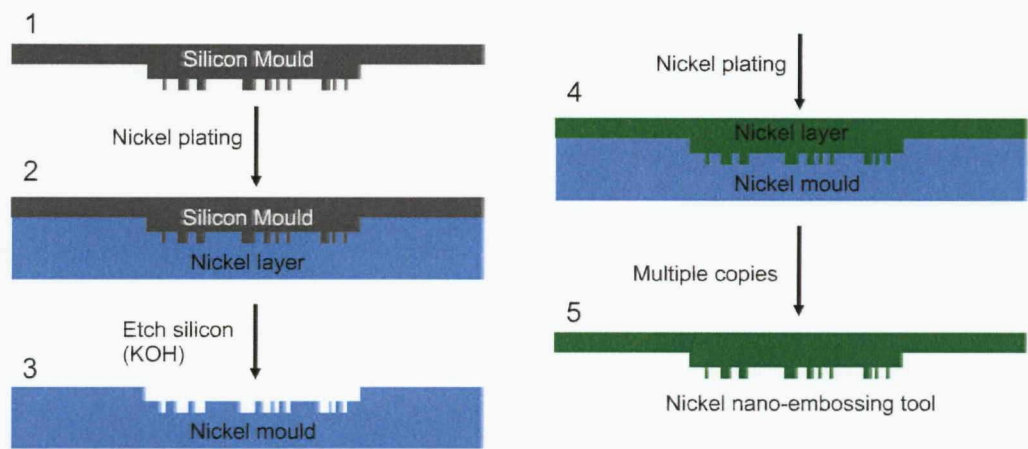 1
Silicon Mould
Nickel plating
2
Silicon Mould
Nickel layer
Etch silicon
(KOH)
3
Nickel mould
Nickel plating
4
Nickel layer
Nickel mould
Multiple copies
5
Nickel nano-embossing tool